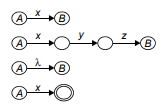 A x B
A x y z B
A λ B
A x